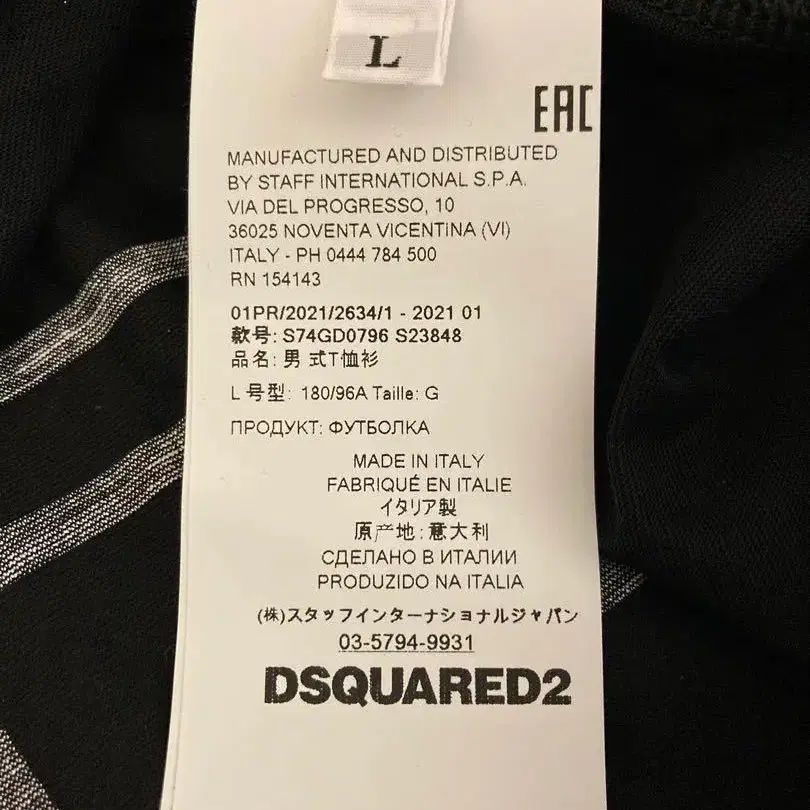 L
EAC
MANUFACTURED AND DISTRIBUTED
BY STAFF INTERNATIONAL S.P.A.
VIA DEL PROGRESSO, 10
36025 NOVENTA VICENTINA (VI)
ITALY - PH 0444 784 500
RN 154143
01PR/2021/2634/1 - 2021 01
款号: S74GD0796 S23848
品名: 男 式T恤衫
L 号型: 180/96A Taille: G
ПРОДУКТ: ФУТБОЛКА
MADE IN ITALY
FABRIQUÉ EN ITALIE
イタリア製
原产地:意大利
СДЕЛАНО В ИТАЛИИ
PRODUZIDO NA ITALIA
(株)スタッフインターナショナルジャパン
03-5794-9931
DSQUARED2